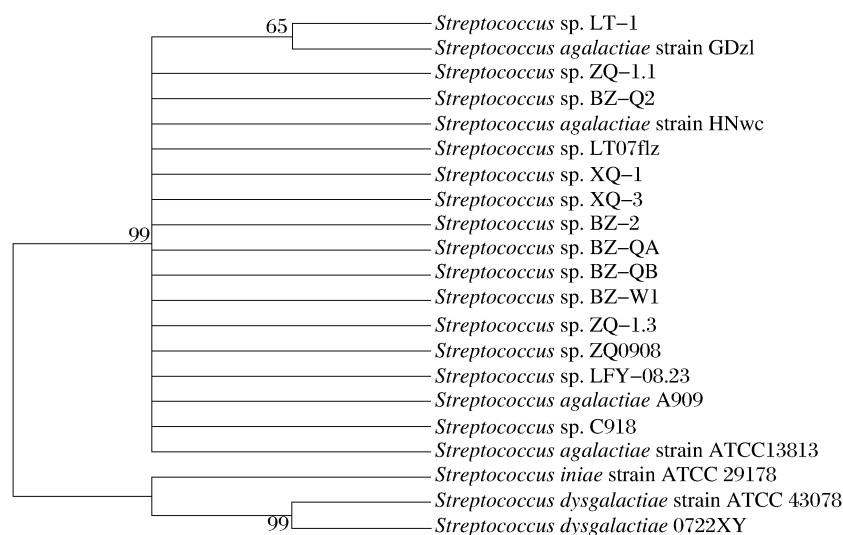 65
Streptococcus sp. LT−1
Streptococcus agalactiae strain GDzl
Streptococcus sp. ZQ−1.1
Streptococcus sp. BZ−Q2
Streptococcus agalactiae strain HNwc
Streptococcus sp. LT07flz
Streptococcus sp. XQ−1
Streptococcus sp. XQ−3
Streptococcus sp. BZ−2
99
Streptococcus sp. BZ−QA
Streptococcus sp. BZ−QB
Streptococcus sp. BZ−W1
Streptococcus sp. ZQ−1.3
Streptococcus sp. ZQ0908
Streptococcus sp. LFY−08.23
Streptococcus agalactiae A909
Streptococcus sp. C918
Streptococcus agalactiae strain ATCC13813
Streptococcus iniae strain ATCC 29178
Streptococcus dysgalactiae strain ATCC 43078
99
Streptococcus dysgalactiae 0722XY